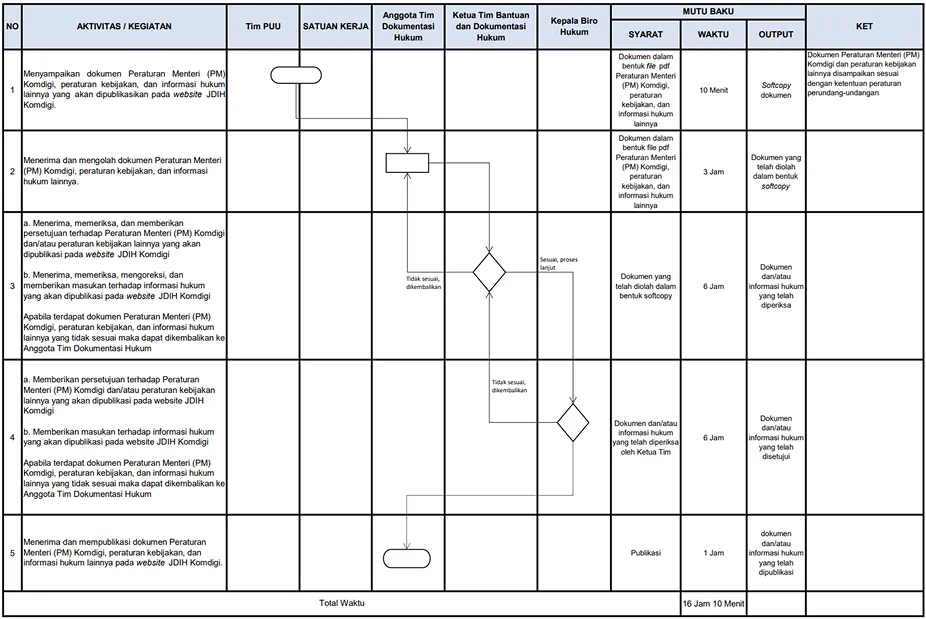 NO
AKTIVITAS / KEGIATAN
Tim PUU
SATUAN KERJA
Anggota Tim
Dokumentasi
Hukum
Ketua Tim Bantuan
dan Dokumentasi
Hukum
Kepala Biro
Hukum
MUTU BAKU
SYARAT
WAKTU
OUTPUT
KET
1
Menyampaikan dokumen Peraturan Menteri (PM)
Komdigi, peraturan kebijakan, dan informasi hukum
lainnya yang akan dipublikasikan pada website JDIH
Komdigi.
Dokumen dalam
bentuk file pdf
Peraturan Menteri
(PM) Komdigi,
peraturan
kebijakan, dan
informasi hukum
lainnya
10 Menit
Softcopy
dokumen
Dokumen Peraturan Menteri (PM)
Komdigi dan peraturan kebijakan
lainnya disampaikan sesuai
dengan ketentuan peraturan
perundang-undangan
2
Menerima dan mengolah dokumen Peraturan Menteri
(PM) Komdigi, peraturan kebijakan, dan informasi
hukum lainnya.
Dokumen dalam
bentuk file pdf
Peraturan Menteri
(PM) Komdigi,
peraturan
kebijakan, dan
informasi hukum
lainnya
3 Jam
Dokumen yang
telah diolah
dalam bentuk
softcopy
3
a. Menerima, memeriksa, dan memberikan
persetujuan terhadap Peraturan Menteri (PM) Komdigi
dan/atau peraturan kebijakan lainnya yang akan
dipublikasi pada website JDIH Komdigi
b. Menerima, memeriksa, mengoreksi, dan
memberikan masukan terhadap informasi hukum
yang akan dipublikasi pada website JDIH Komdigi
Apabila terdapat dokumen Peraturan Menteri (PM)
Komdigi, peraturan kebijakan, dan informasi hukum
lainnya yang tidak sesuai maka dapat dikembalikan ke
Anggota Tim Dokumentasi Hukum
Tidak sesuai,
dikembalikan
Sesuai, proses
lanjut
Dokumen yang
telah diolah dalam
bentuk softcopy
6 Jam
Dokumen
dan/atau
informasi hukum
yang telah
diperiksa
4
a. Memberikan persetujuan terhadap Peraturan
Menteri (PM) Komdigi dan/atau peraturan kebijakan
lainnya yang akan dipublikasi pada website JDIH
Komdigi
b. Memberikan masukan terhadap informasi hukum
yang akan dipublikasi pada website JDIH Komdigi
Apabila terdapat dokumen Peraturan Menteri (PM)
Komdigi, peraturan kebijakan, dan informasi hukum
lainnya yang tidak sesuai maka dapat dikembalikan ke
Anggota Tim Dokumentasi Hukum
Tidak sesuai,
dikembalikan
Dokumen dan/atau
informasi hukum
yang telah diperiksa
oleh Ketua Tim
6 Jam
Dokumen
dan/atau
informasi hukum
yang telah
disetujui
5
Menerima dan mempublikasi dokumen Peraturan
Menteri (PM) Komdigi, peraturan kebijakan, dan
informasi hukum lainnya pada website JDIH Komdigi.
Publikasi
1 Jam
dokumen
dan/atau
informasi hukum
yang telah
dipublikasi
Total Waktu
16 Jam 10 Menit